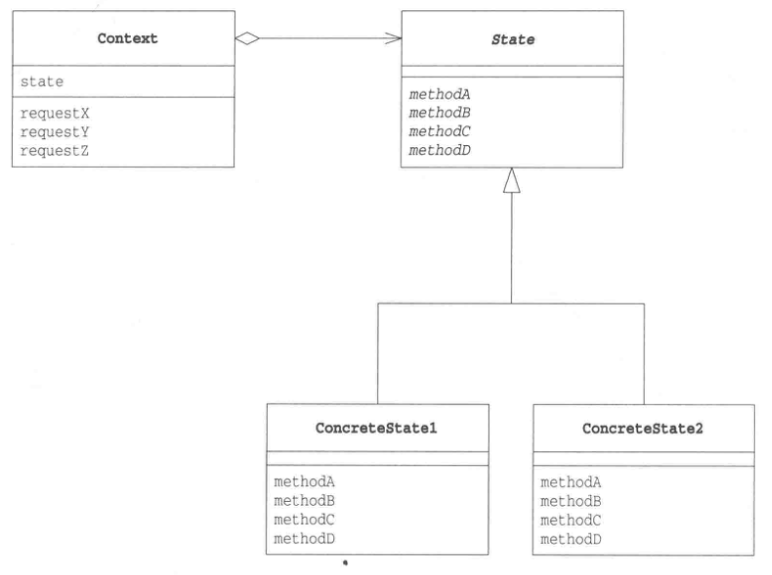 Context
state
requestX
requestY
requestZ
State
methodA
methodB
methodC
methodD
ConcreteState1
methodA
methodB
methodC
methodD
ConcreteState2
methodA
methodB
methodC
methodD